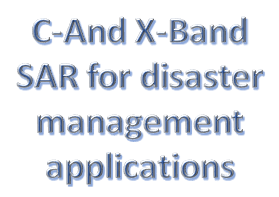 C-And X-Band
SAR for disaster
management
applications